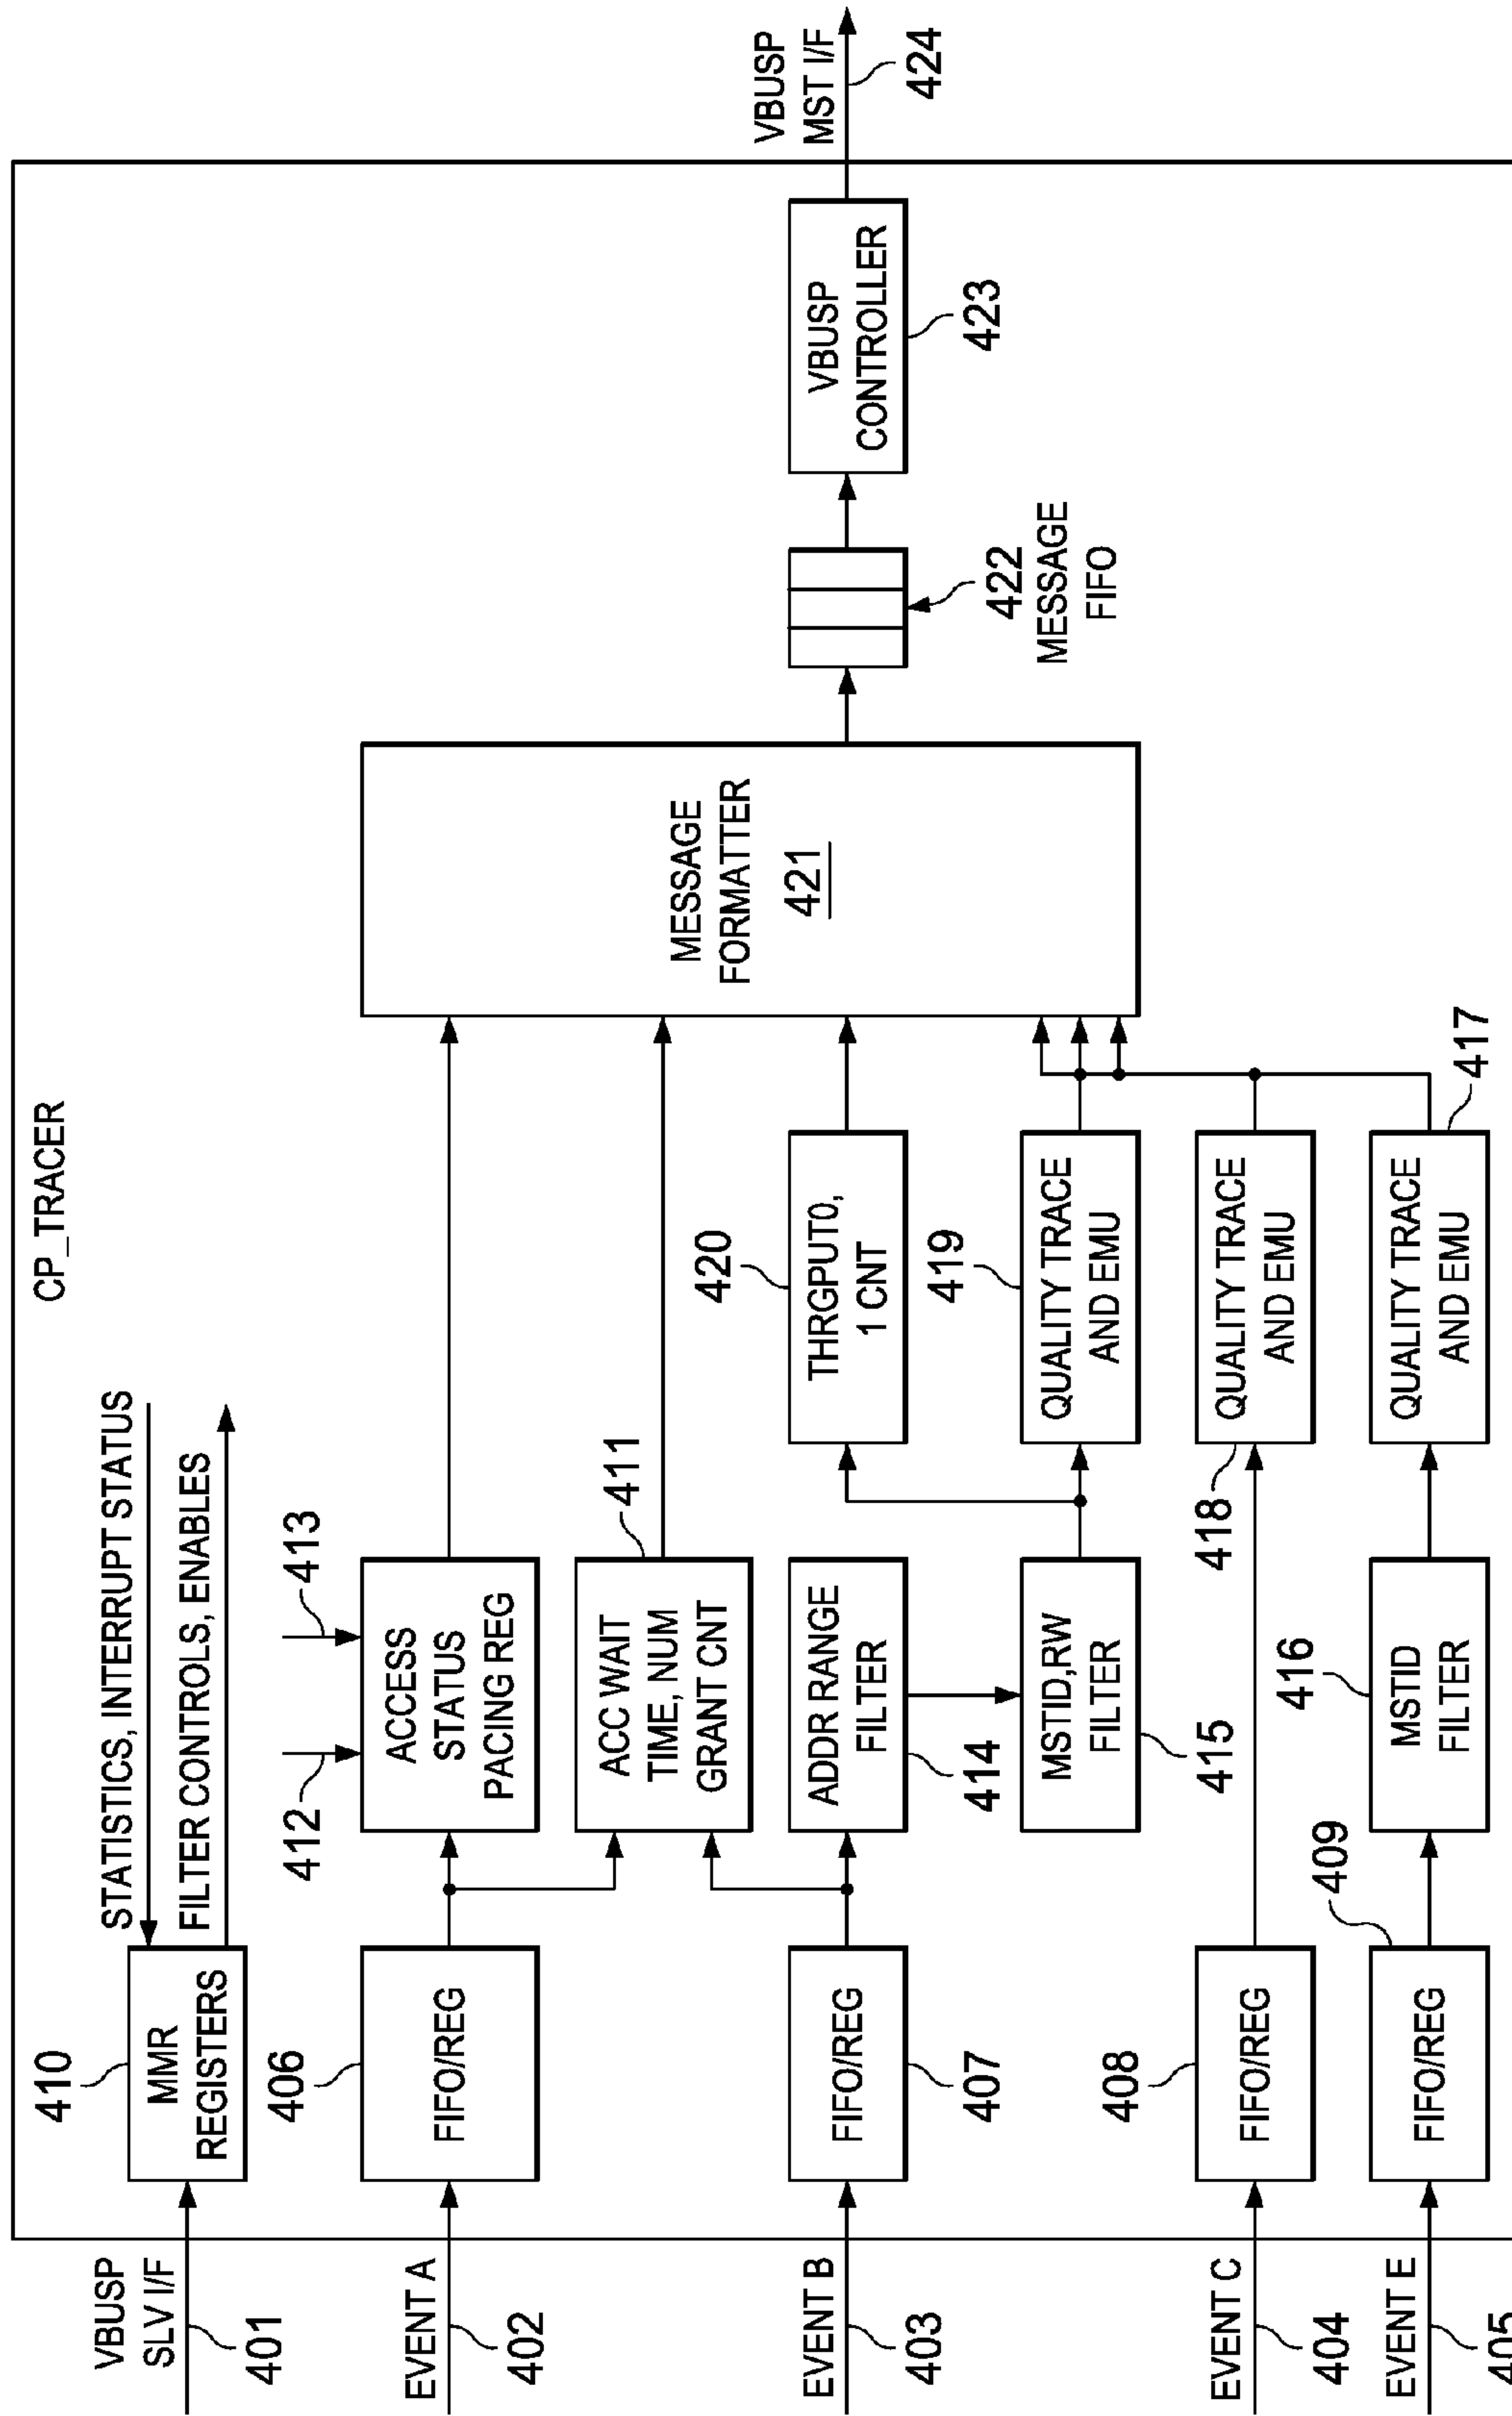 CP_TRACER
VBUSP
SLV I/F
401
410
MMR
REGISTERS
STATISTICS, INTERRUPT STATUS
FILTER CONTROLS, ENABLES
EVENT A
402
406
FIFO/REG
412
413
ACCESS
STATUS
PACING REG
411
ACC WAIT
TIME, NUM
GRANT CNT
EVENT B
403
FIFO/REG
407
ADDR RANGE
FILTER
414
MSTID,RW
FILTER
415
420
THRGPUT0,
1 CNT
419
QUALITY TRACE
AND EMU
EVENT C
404
408
FIFO/REG
418
QUALITY TRACE
AND EMU
EVENT E
405
409
FIFO/REG
416
MSTID
FILTER
QUALITY TRACE
AND EMU
417
MESSAGE
FORMATTER
421
422
MESSAGE
FIFO
VBUSP
CONTROLLER
423
VBUSP
MST I/F
424